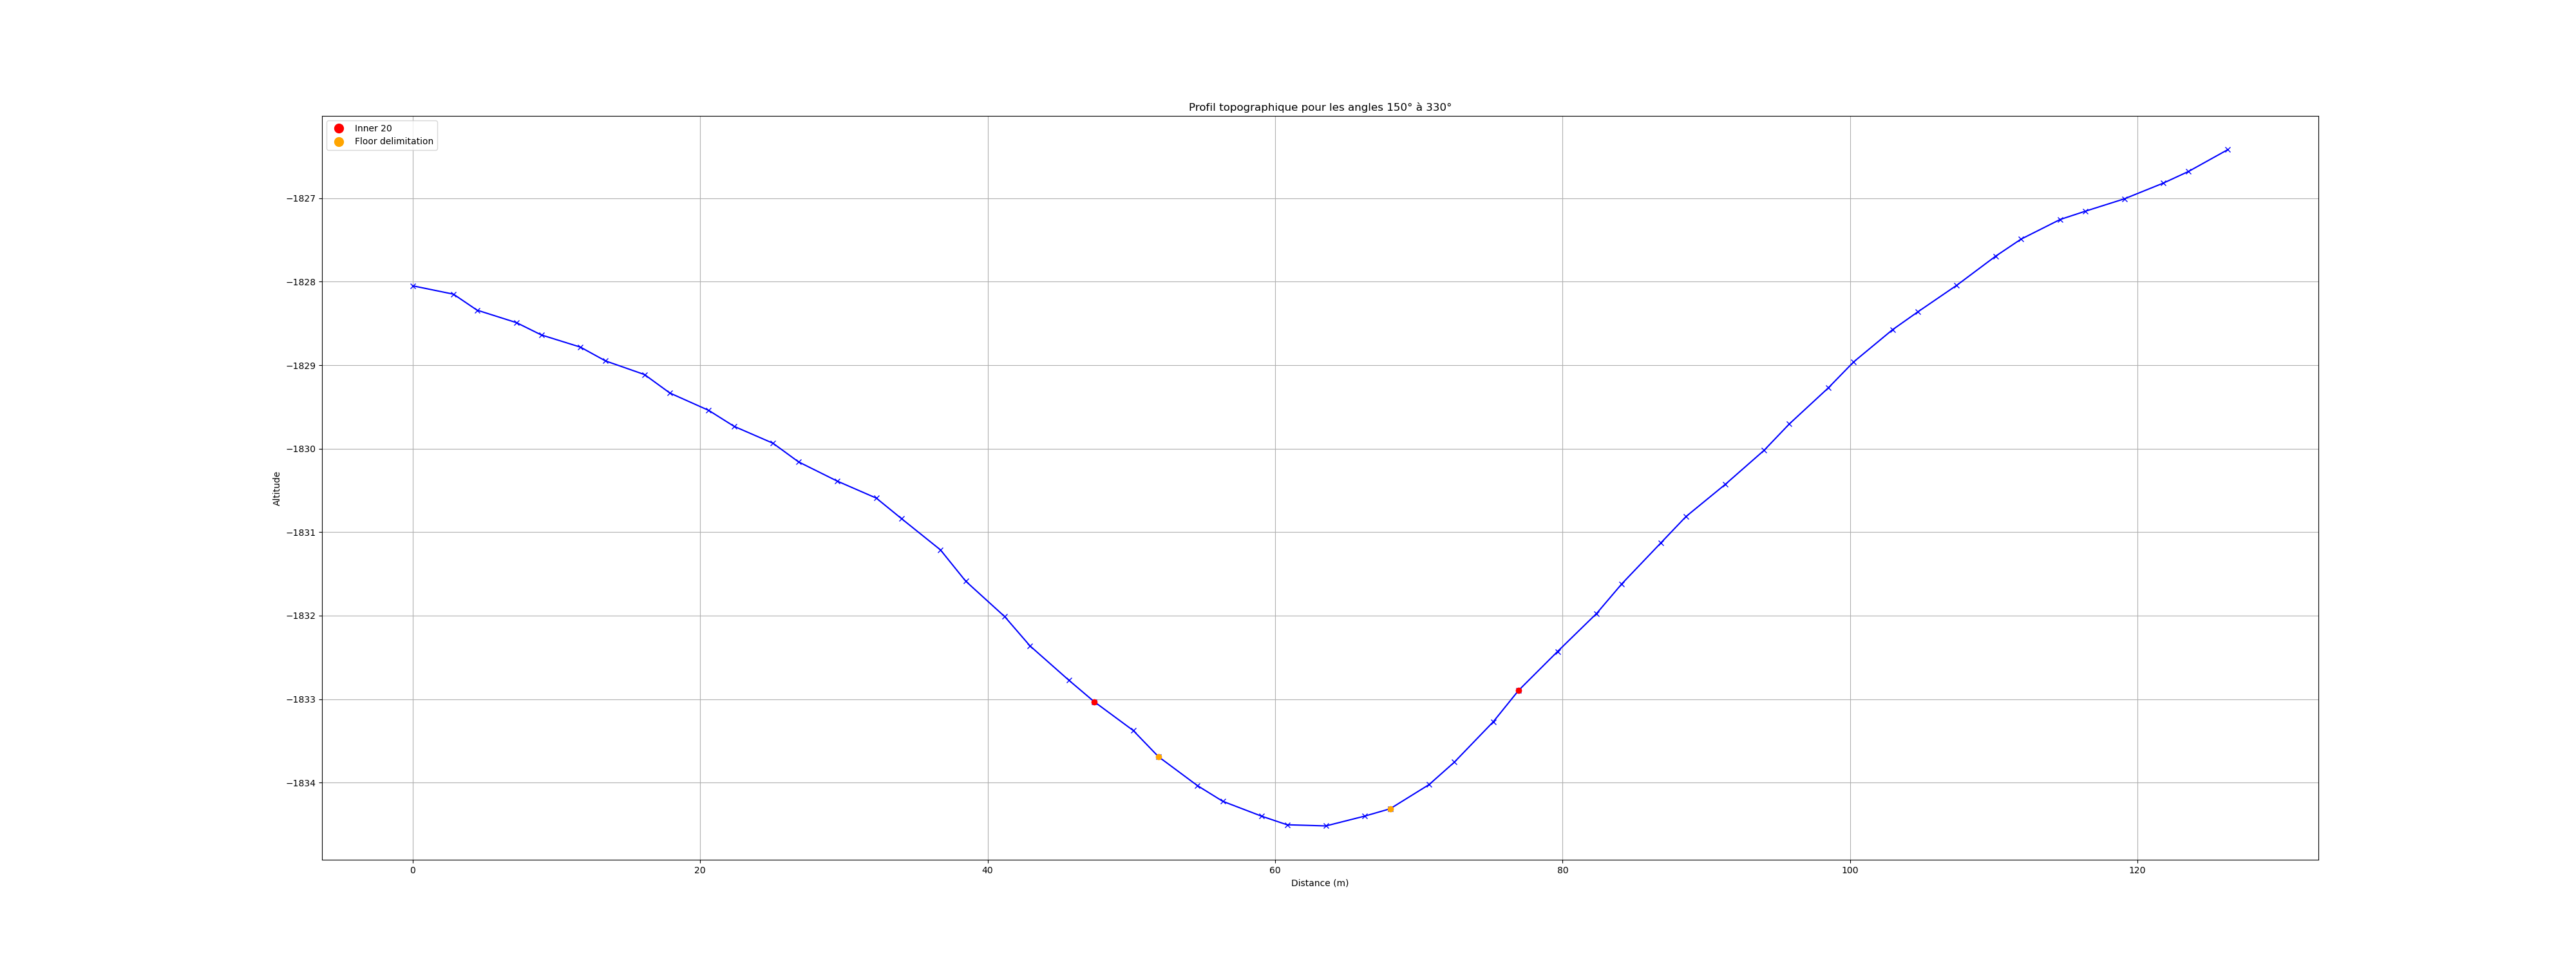 Profil topographique pour les angles 150° à 330°
Inner 20
Floor delimitation
−1827
−1828
−1829
−1830
−1831
−1832
−1833
−1834
Altitude
0 20 40 60 80 100 120
Distance (m)